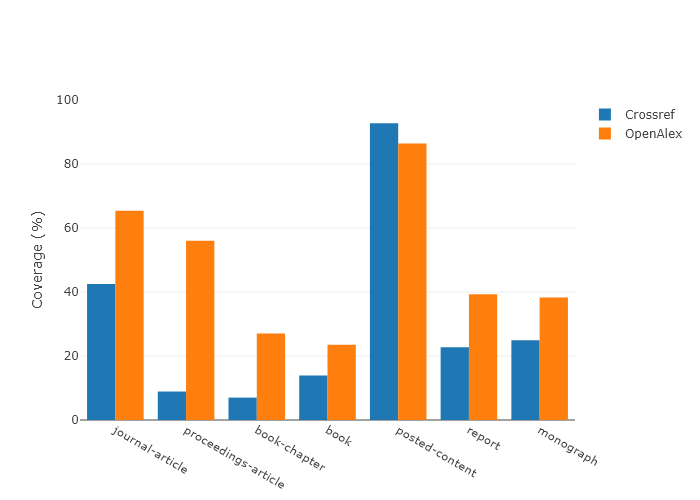 100
80
60
40
20
0
Coverage (%)
journal-article
proceedings-article
book-chapter
book
posted-content
report
monograph
Crossref
OpenAlex